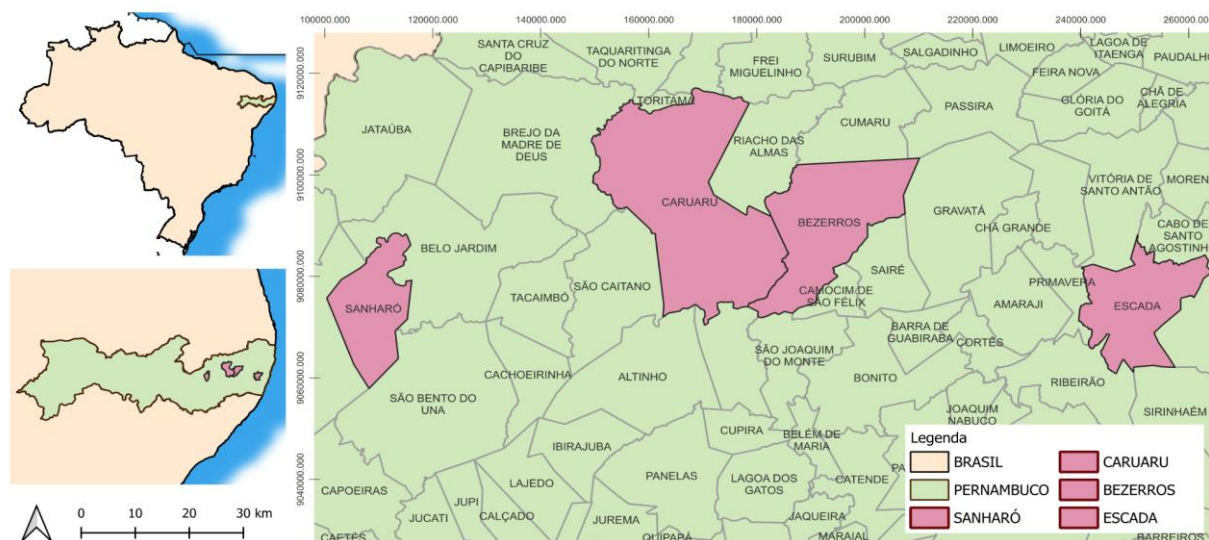 100000.000 120000.000 140000.000 160000.000 180000.000 200000.000 220000.000 240000.000 260000.000
9120000.000
9100000.000
9080000.000
9060000.000
9040000.000
SANTA CRUZ
DO
CAPIBARIBE
TAQUARITINGA
DO NORTE
FREI
MIGUELINHO
SURUBIM
SALGADINHO
LIMOEIRO
LAGOA DE
ITAENGA
PAUDALHO
FEIRA NOVA
CHÃ DE
ALEGRIA
GLÓRIA DO
GOITÁ
TORITAMA
PASSIRA
CUMARU
JATAÚBA
BREJO DA
MADRE DE
DEUS
RIACHO DAS
ALMAS
VITÓRIA DE
SANTO ANTÃO
MOREN
CARUARU
BEZERROS
GRAVATÁ
CHÃ GRANDE
CABO DE
SANTO
AGOSTINH
BELO JARDIM
SAIRÉ
SANHARÓ
TACAIMBÓ
SÃO CAITANO
CAMOCIM DE
SÃO FÉLIX
PRIMAVERA
AMARAJI
ESCADA
BARRA DE
GUABIRABA
CORTÊS
SÃO JOAQUIM
DO MONTE
CACHOEIRINHA
ALTINHO
BONITO
RIBEIRÃO
SÃO BENTO DO
UNA
SIRINHAÉM
JOAQUIM
NABUCO
CUPIRA
BELÉM DE
MARIA
IBIRAJUBA
PANELAS
LAGOA DOS
GATOS
CATENDE
PA
CAPOEIRAS
LAJEDO
JUPI
CALÇADO
JUCATI
JUREMA
JAQUEIRA
MARAIAL
QUIPAPÁ
CAETÉS
BARREIROS
Legenda
BRASIL
PERNAMBUCO
SANHARÓ
CARUARU
BEZERROS
ESCADA
0 10 20 30 km